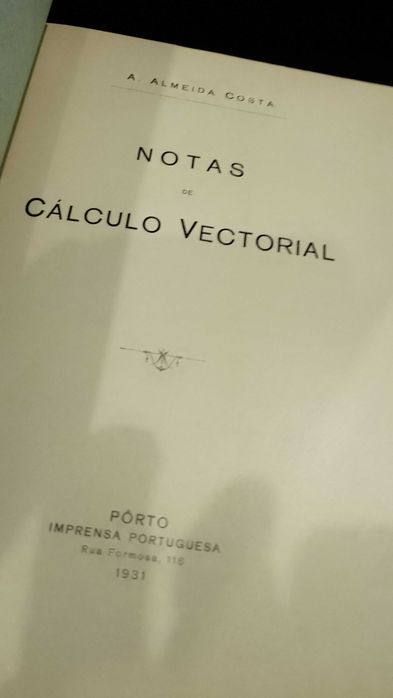 A. ALMEIDA COSTA
NOTAS
DE
CÁLCULO VECTORIAL
PÔRTO
IMPRENSA PORTUGUESA
Rua Formosa, 116
1931